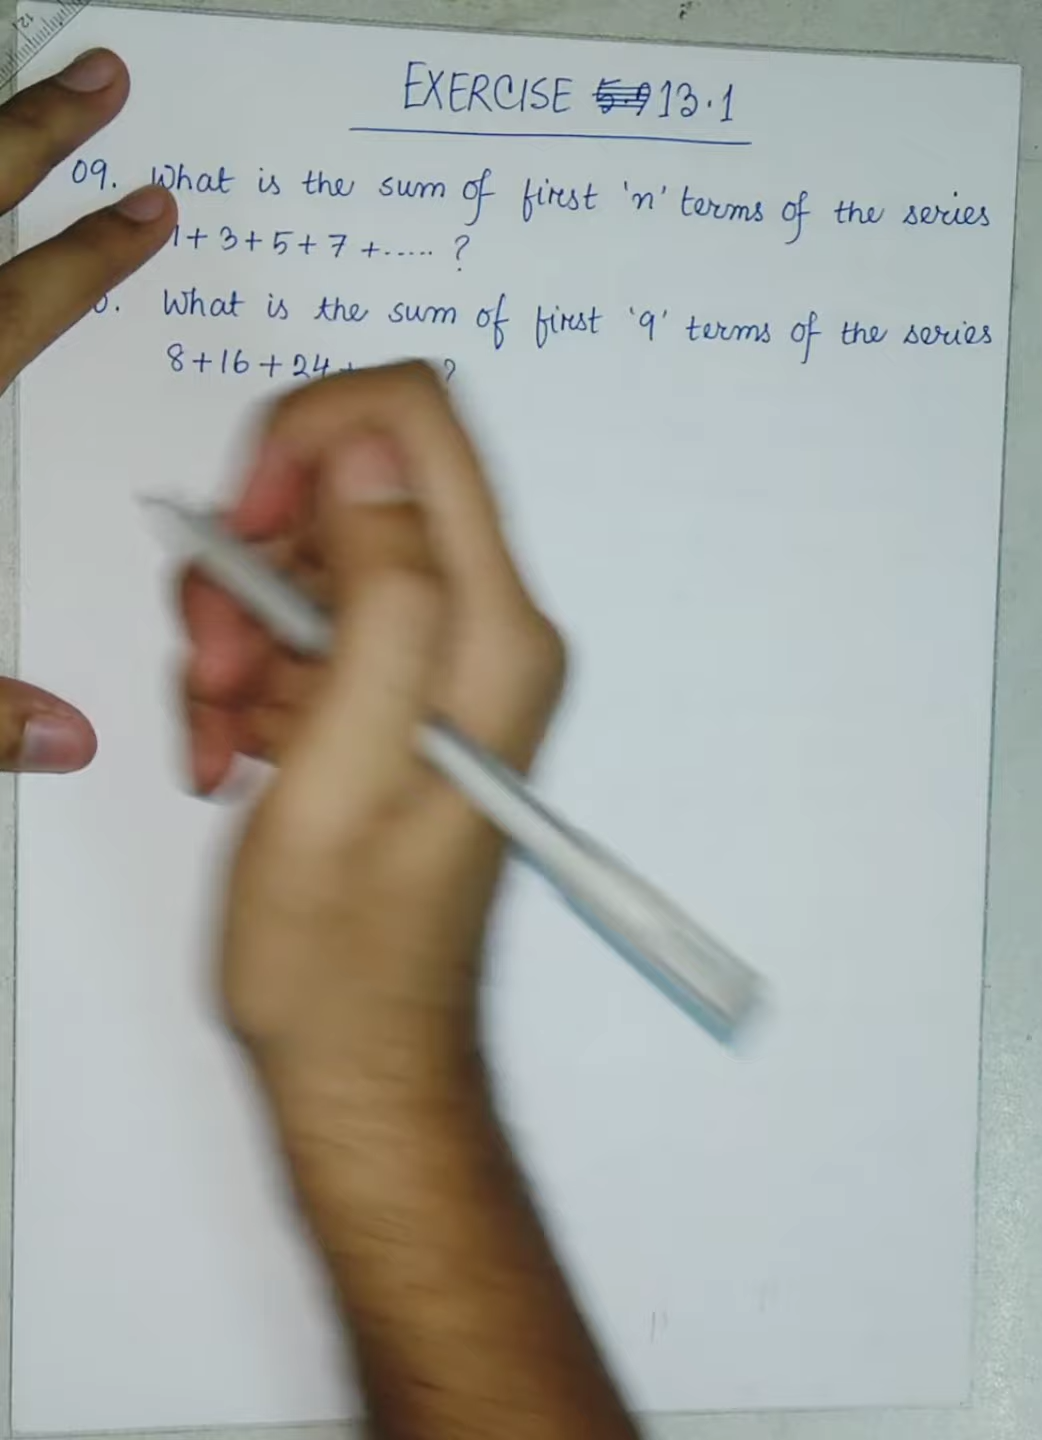 EXERCISE 13.1
09. What is the sum of first 'n' terms of the series
1+3+5+7+..... ?
What is the sum of first '9' terms of the series
8+16+24+ ?